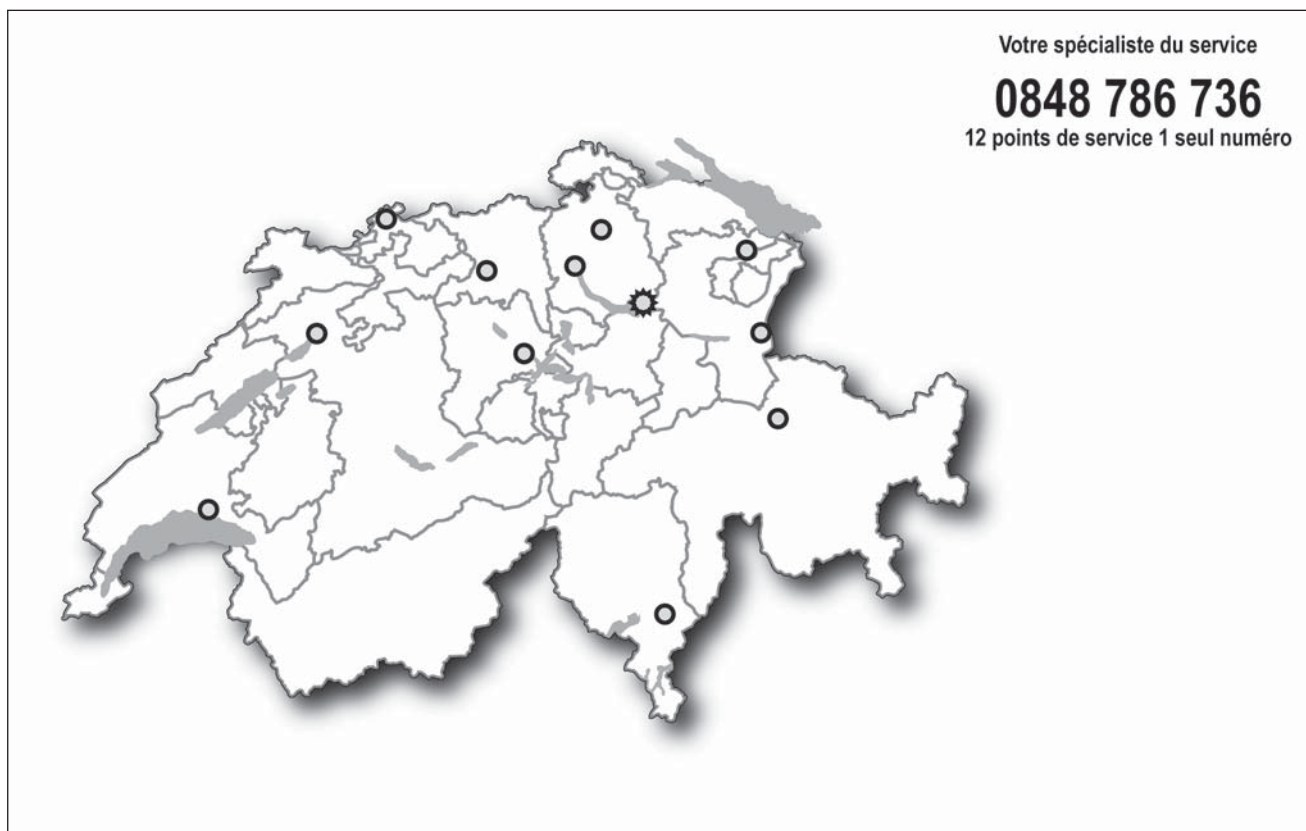 Votre spécialiste du service
0848 786 736
12 points de service 1 seul numéro